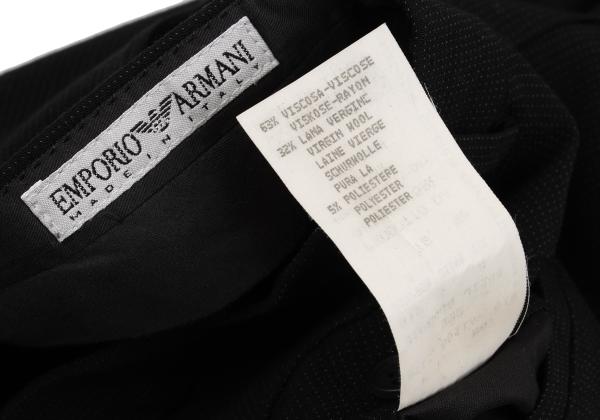 EMPORIO ARMANI
MADE IN ITALY
63% VISCOSA-VISCOSE
VISKOSE-RAYON
32% LANA VERGINE
VIRGIN WOOL
LAINE VIERGE
SCHURWOLLE
PURA LA
5% POLIESTERE
POLYESTER
POLIESTER